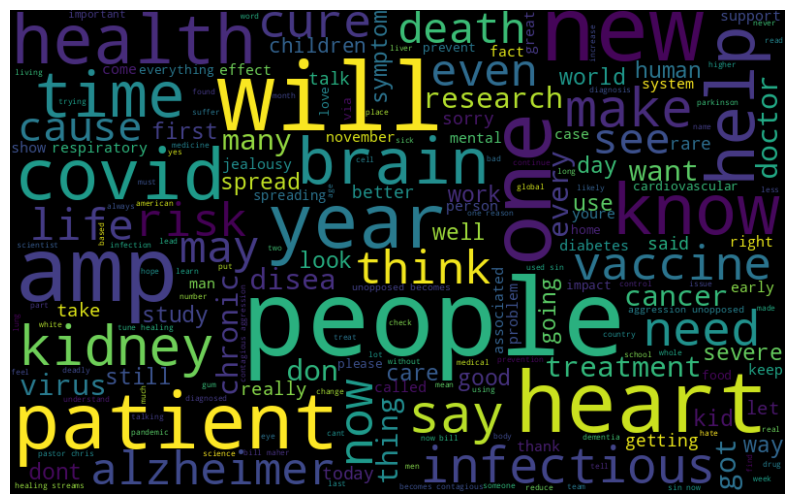 important
word
health
cure
death
great
new
support
never
liver
children
prevent
fact
increase
read
living
come
everything
effect
symptom
even
world
human
higher
trying
time
will
talk
love
via
research
system
diagnosis
parkinson
help
doctor
found
suffer
month
place
cause
first
many
november
sick
sorry
make
see
name
show
respiratory
medicine
yes
jealousy
cell
mental
bad
case
rare
continue
covid
must
spread
brain
one
day
want
know
spreading
better
age
work
every
global
likely
long
less
cardiovascular
american
always
life
risk
year
person
use
youre
home
scientist
based
infection
lead
two
look
well
diabetes
said
right
amp
may
hope
learn
put
think
vaccine
man
disea
unopposed becomes
associated
problem
going
used sin
impact
control
issue
early
part
number
take
study
chronic
contagious aggression
cancer
aggression unopposed
made
white
tune healing
treat
check
people
country
need
kidney
don
please
lot
without
medical
prevention
school
whole
severe
feel
deadly
virus
still
really
care
called
good
mean
using
treatment
food
keep
much
gum
change
understand
diagnosed
now
thing
patient
say
heart
kid
let
real
talking
cant
pandemic
eye
science
bill maher
now bill
body
thank
getting
hate
got
way
pastor chris
dont
today
men
dementia
tell
find
drug
healing streams
alzheimer
last
becomes contagious
someone
reduce
team
infectious
sin now
week
one reason